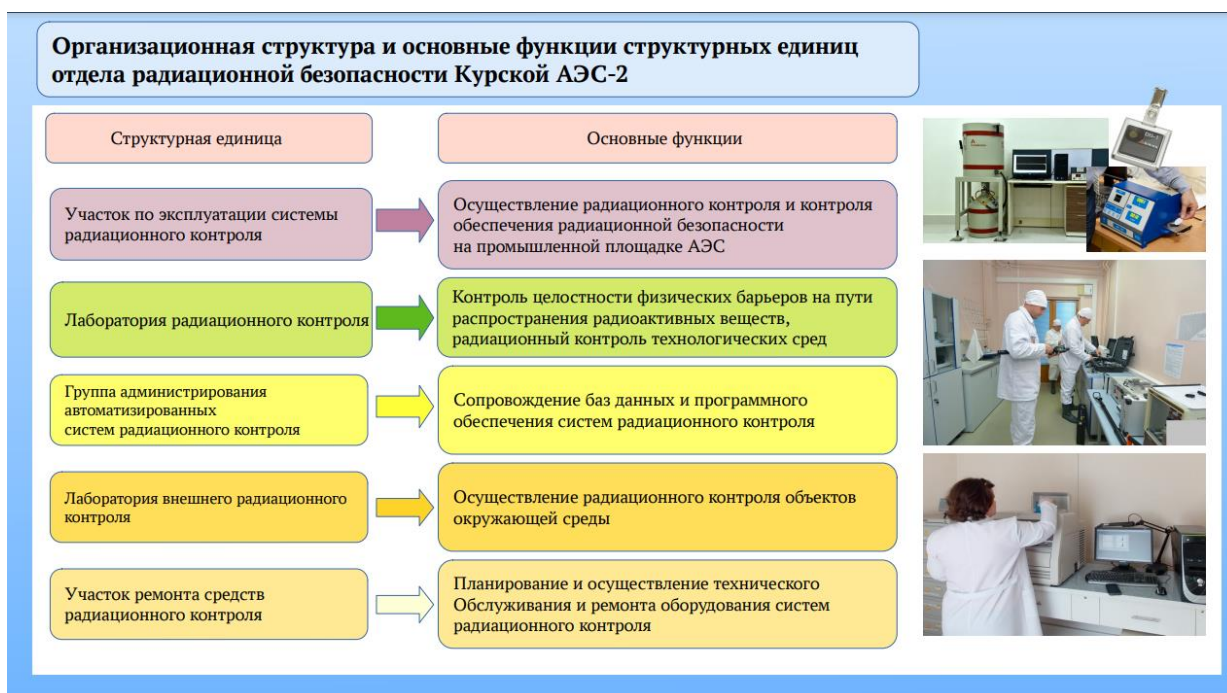 Организационная структура и основные функции структурных единиц
отдела радиационной безопасности Курской АЭС-2
Структурная единица
Основные функции
Участок по эксплуатации системы
радиационного контроля
Осуществление радиационного контроля и контроля
обеспечения радиационной безопасности
на промышленной площадке АЭС
Лаборатория радиационного контроля
Контроль целостности физических барьеров на пути
распространения радиоактивных веществ,
радиационный контроль технологических сред
Группа администрирования
автоматизированных
систем радиационного контроля
Сопровождение баз данных и программного
обеспечения систем радиационного контроля
Лаборатория внешнего радиационного
контроля
Осуществление радиационного контроля объектов
окружающей среды
Участок ремонта средств
радиационного контроля
Планирование и осуществление технического
Обслуживания и ремонта оборудования систем
радиационного контроля